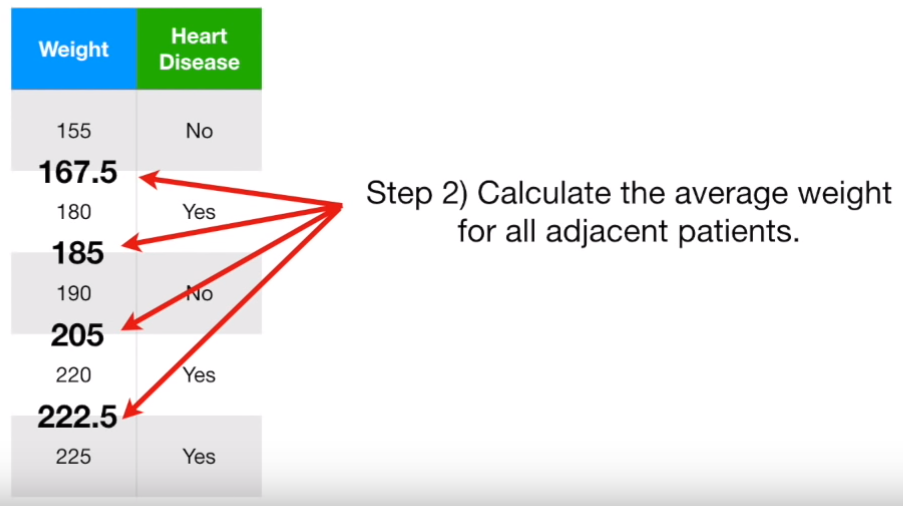 Weight
Heart
Disease
155 No
167.5
180 Yes
185
190 No
205
220 Yes
222.5
225 Yes
Step 2) Calculate the average weight
for all adjacent patients.